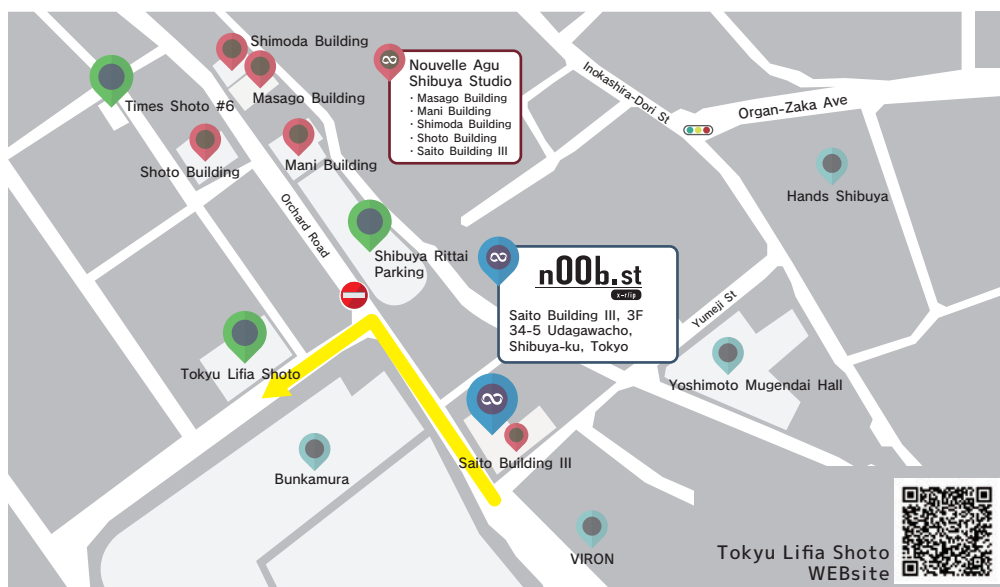 Shimoda Building
Masago Building
Times Shoto #6
Shoto Building
Mani Building
Nouvelle Agu
Shibuya Studio
· Masago Building
· Mani Building
· Shimoda Building
· Shoto Building
· Saito Building III
Inokashira-Dori St
Organ-Zaka Ave
Hands Shibuya
Orchard Road
Shibuya Rittai
Parking
n00b.st
x-r/ip
Saito Building III, 3F
34-5 Udagawacho,
Shibuya-ku, Tokyo
Yumeji St
Tokyu Lifia Shoto
Yoshimoto Mugendai Hall
Bunkamura
Saito Building III
VIRON
Tokyu Lifia Shoto
WEBsite